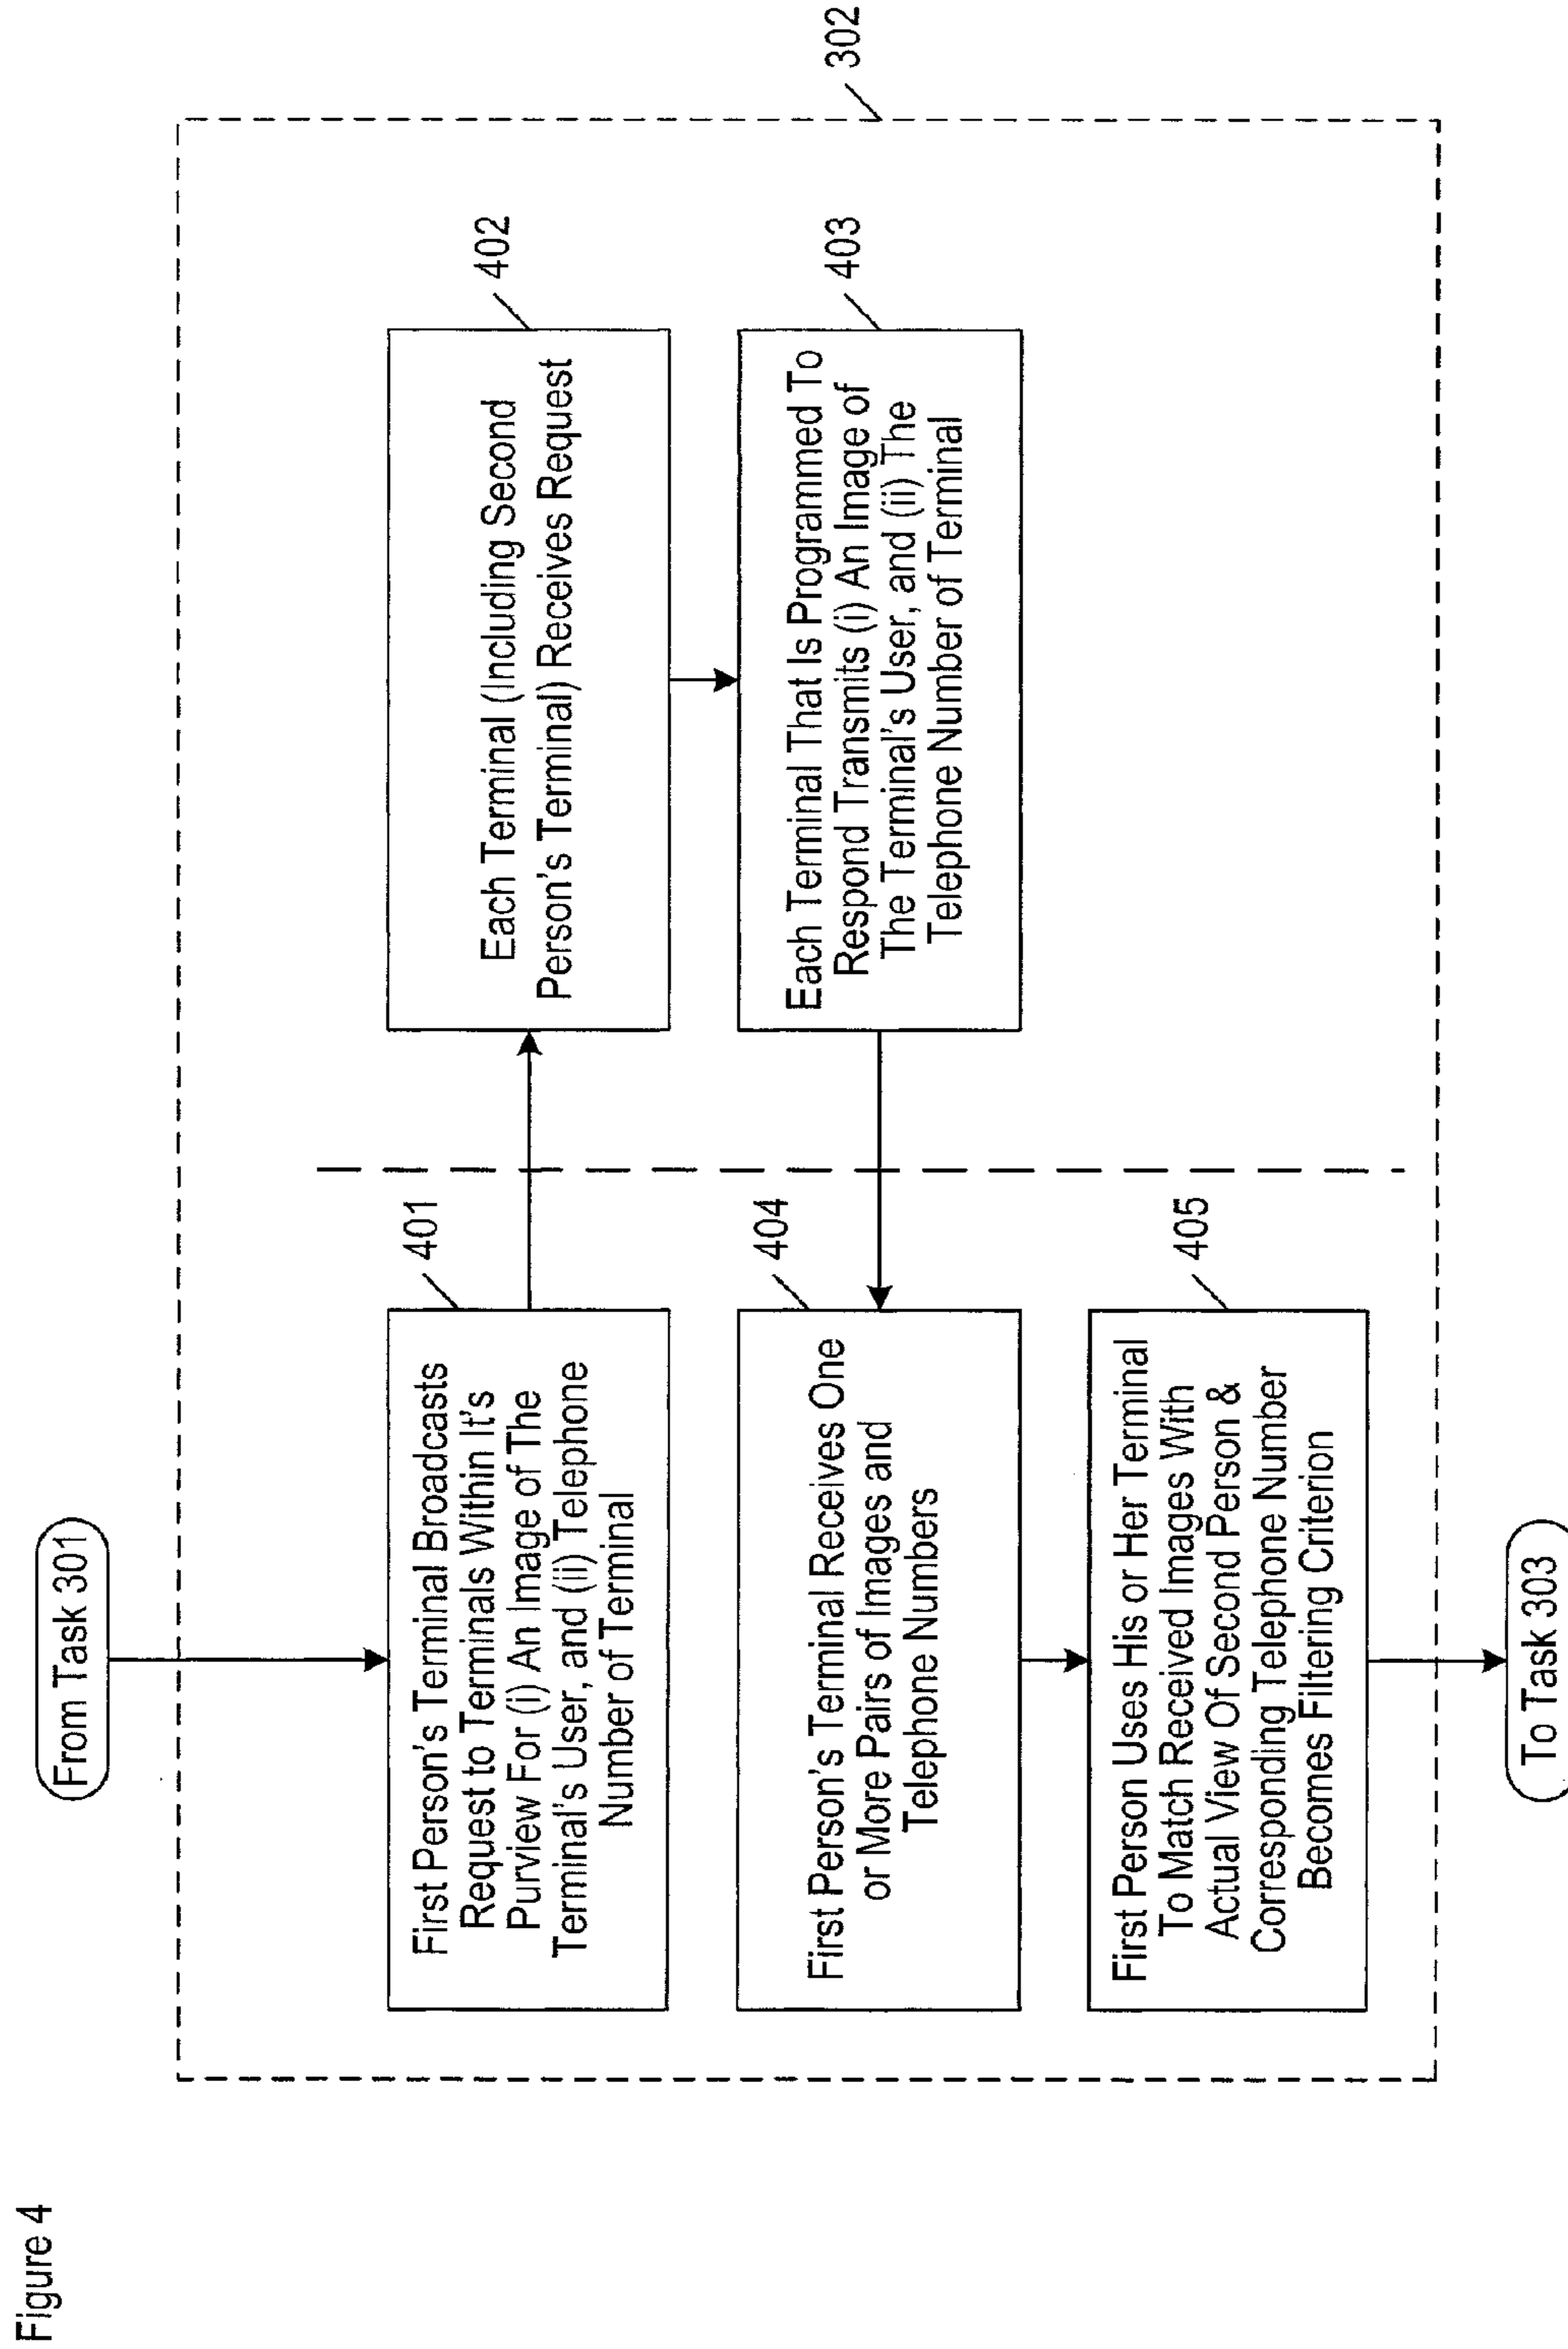 Figure 4
From Task 301
302
401
First Person's Terminal Broadcasts
Request to Terminals Within It's
Purview For (i) An Image of The
Terminal's User, and (ii) Telephone
Number of Terminal
402
Each Terminal (Including Second
Person's Terminal) Receives Request
403
Each Terminal That Is Programmed To
Respond Transmits (i) An Image of
The Terminal's User, and (ii) The
Telephone Number of Terminal
404
First Person's Terminal Receives One
or More Pairs of Images and
Telephone Numbers
405
First Person Uses His or Her Terminal
To Match Received Images With
Actual View Of Second Person &
Corresponding Telephone Number
Becomes Filtering Criterion
To Task 303